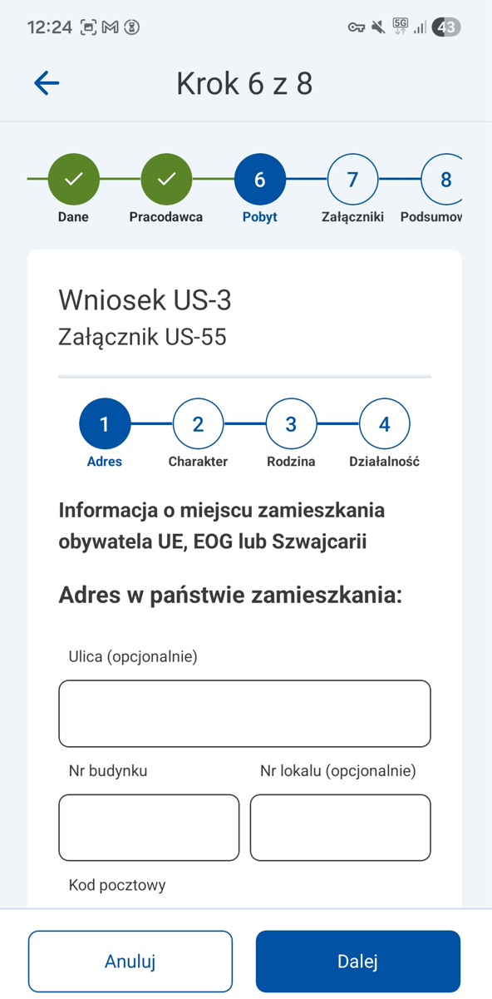 12:24
5G
43
Krok 6 z 8
6
7
8
Dane
Pracodawca
Pobyt
Załączniki
Podsumow
Wniosek US-3
Załącznik US-55
1
2
3
4
Adres
Charakter
Rodzina
Działalność
Informacja o miejscu zamieszkania
obywatela UE, EOG lub Szwajcarii
Adres w państwie zamieszkania:
Ulica (opcjonalnie)
Nr budynku
Nr lokalu (opcjonalnie)
Kod pocztowy
Anuluj
Dalej